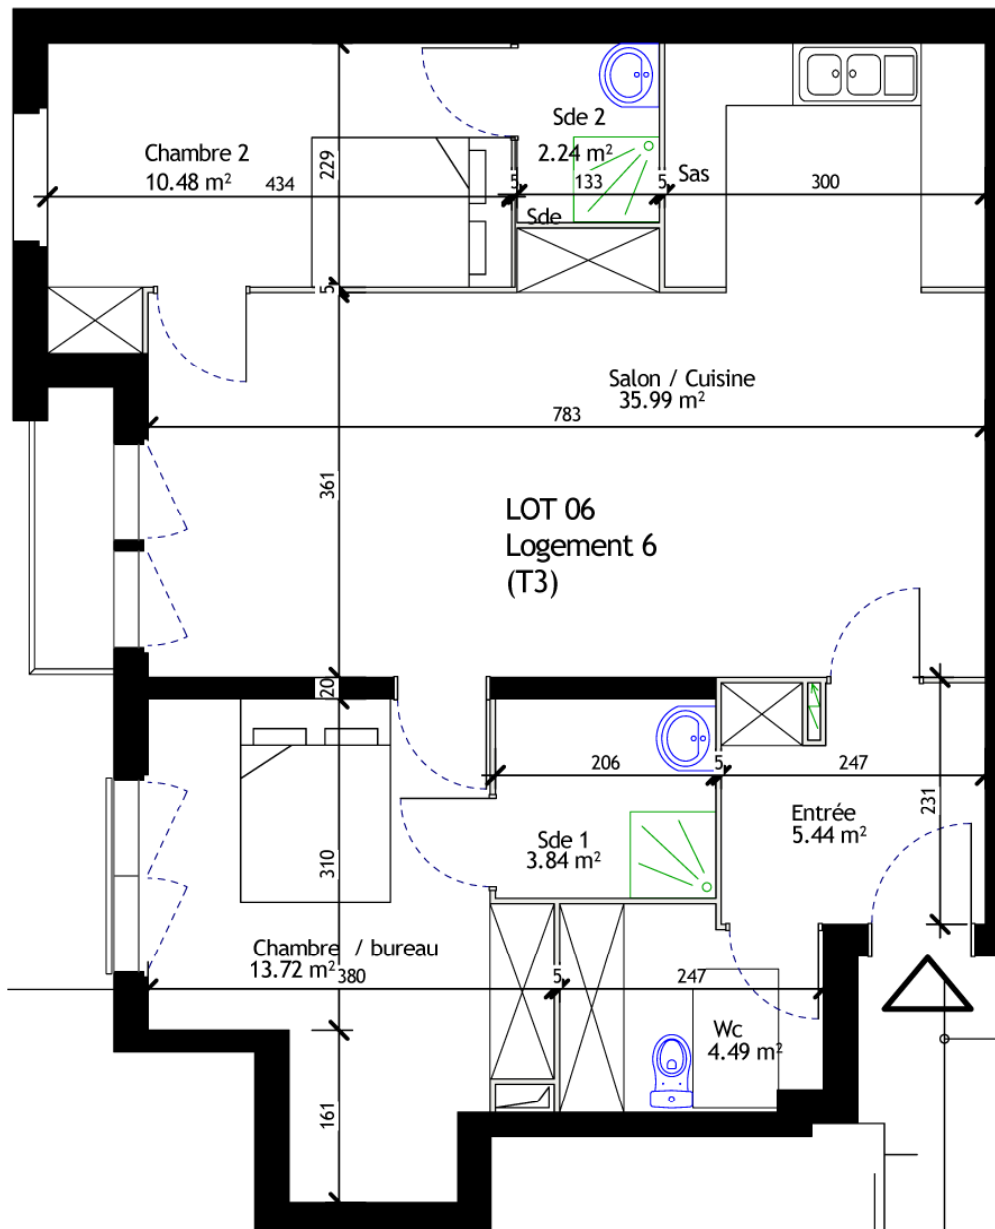 Sde 2
2.24 m²
Chambre 2
10.48 m²
434
229
5
133
5
Sas
300
Sde
5
Salon / Cuisine
35.99 m²
783
361
LOT 06
Logement 6
(T3)
20
206
5
247
231
Entrée
5.44 m²
Sde 1
3.84 m²
310
Chambre / bureau
13.72 m²
380
5
247
Wc
4.49 m²
161